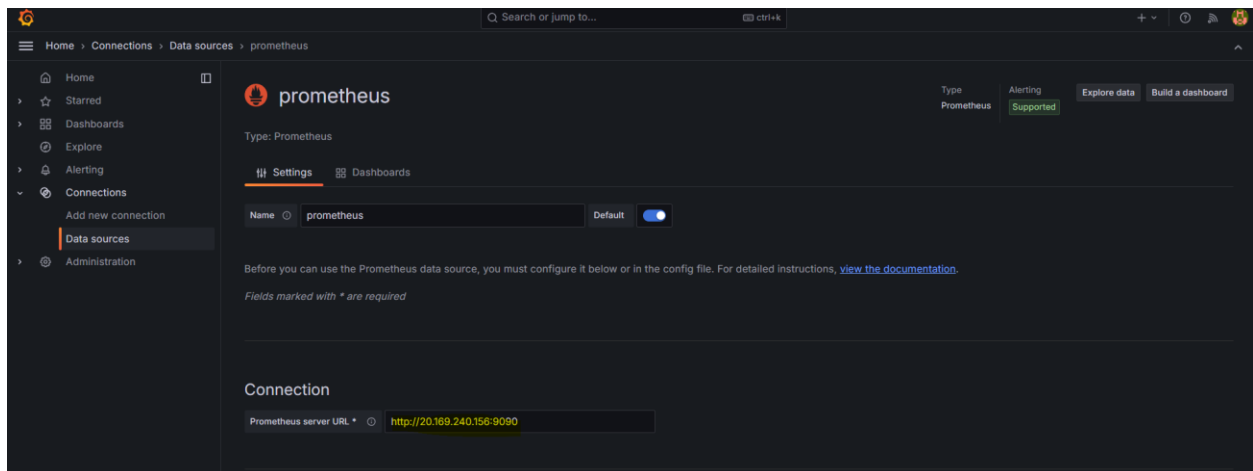 Search or jump to... ctrl+k
Home › Connections › Data sources › prometheus
Home
Starred
Dashboards
Explore
Alerting
Connections
Add new connection
Data sources
Administration
prometheus
Type: Prometheus
Type
Prometheus
Alerting
Supported
Explore data
Build a dashboard
Settings
Dashboards
Name prometheus Default
Before you can use the Prometheus data source, you must configure it below or in the config file. For detailed instructions, view the documentation.
Fields marked with * are required
Connection
Prometheus server URL * http://20.169.240.156:9090